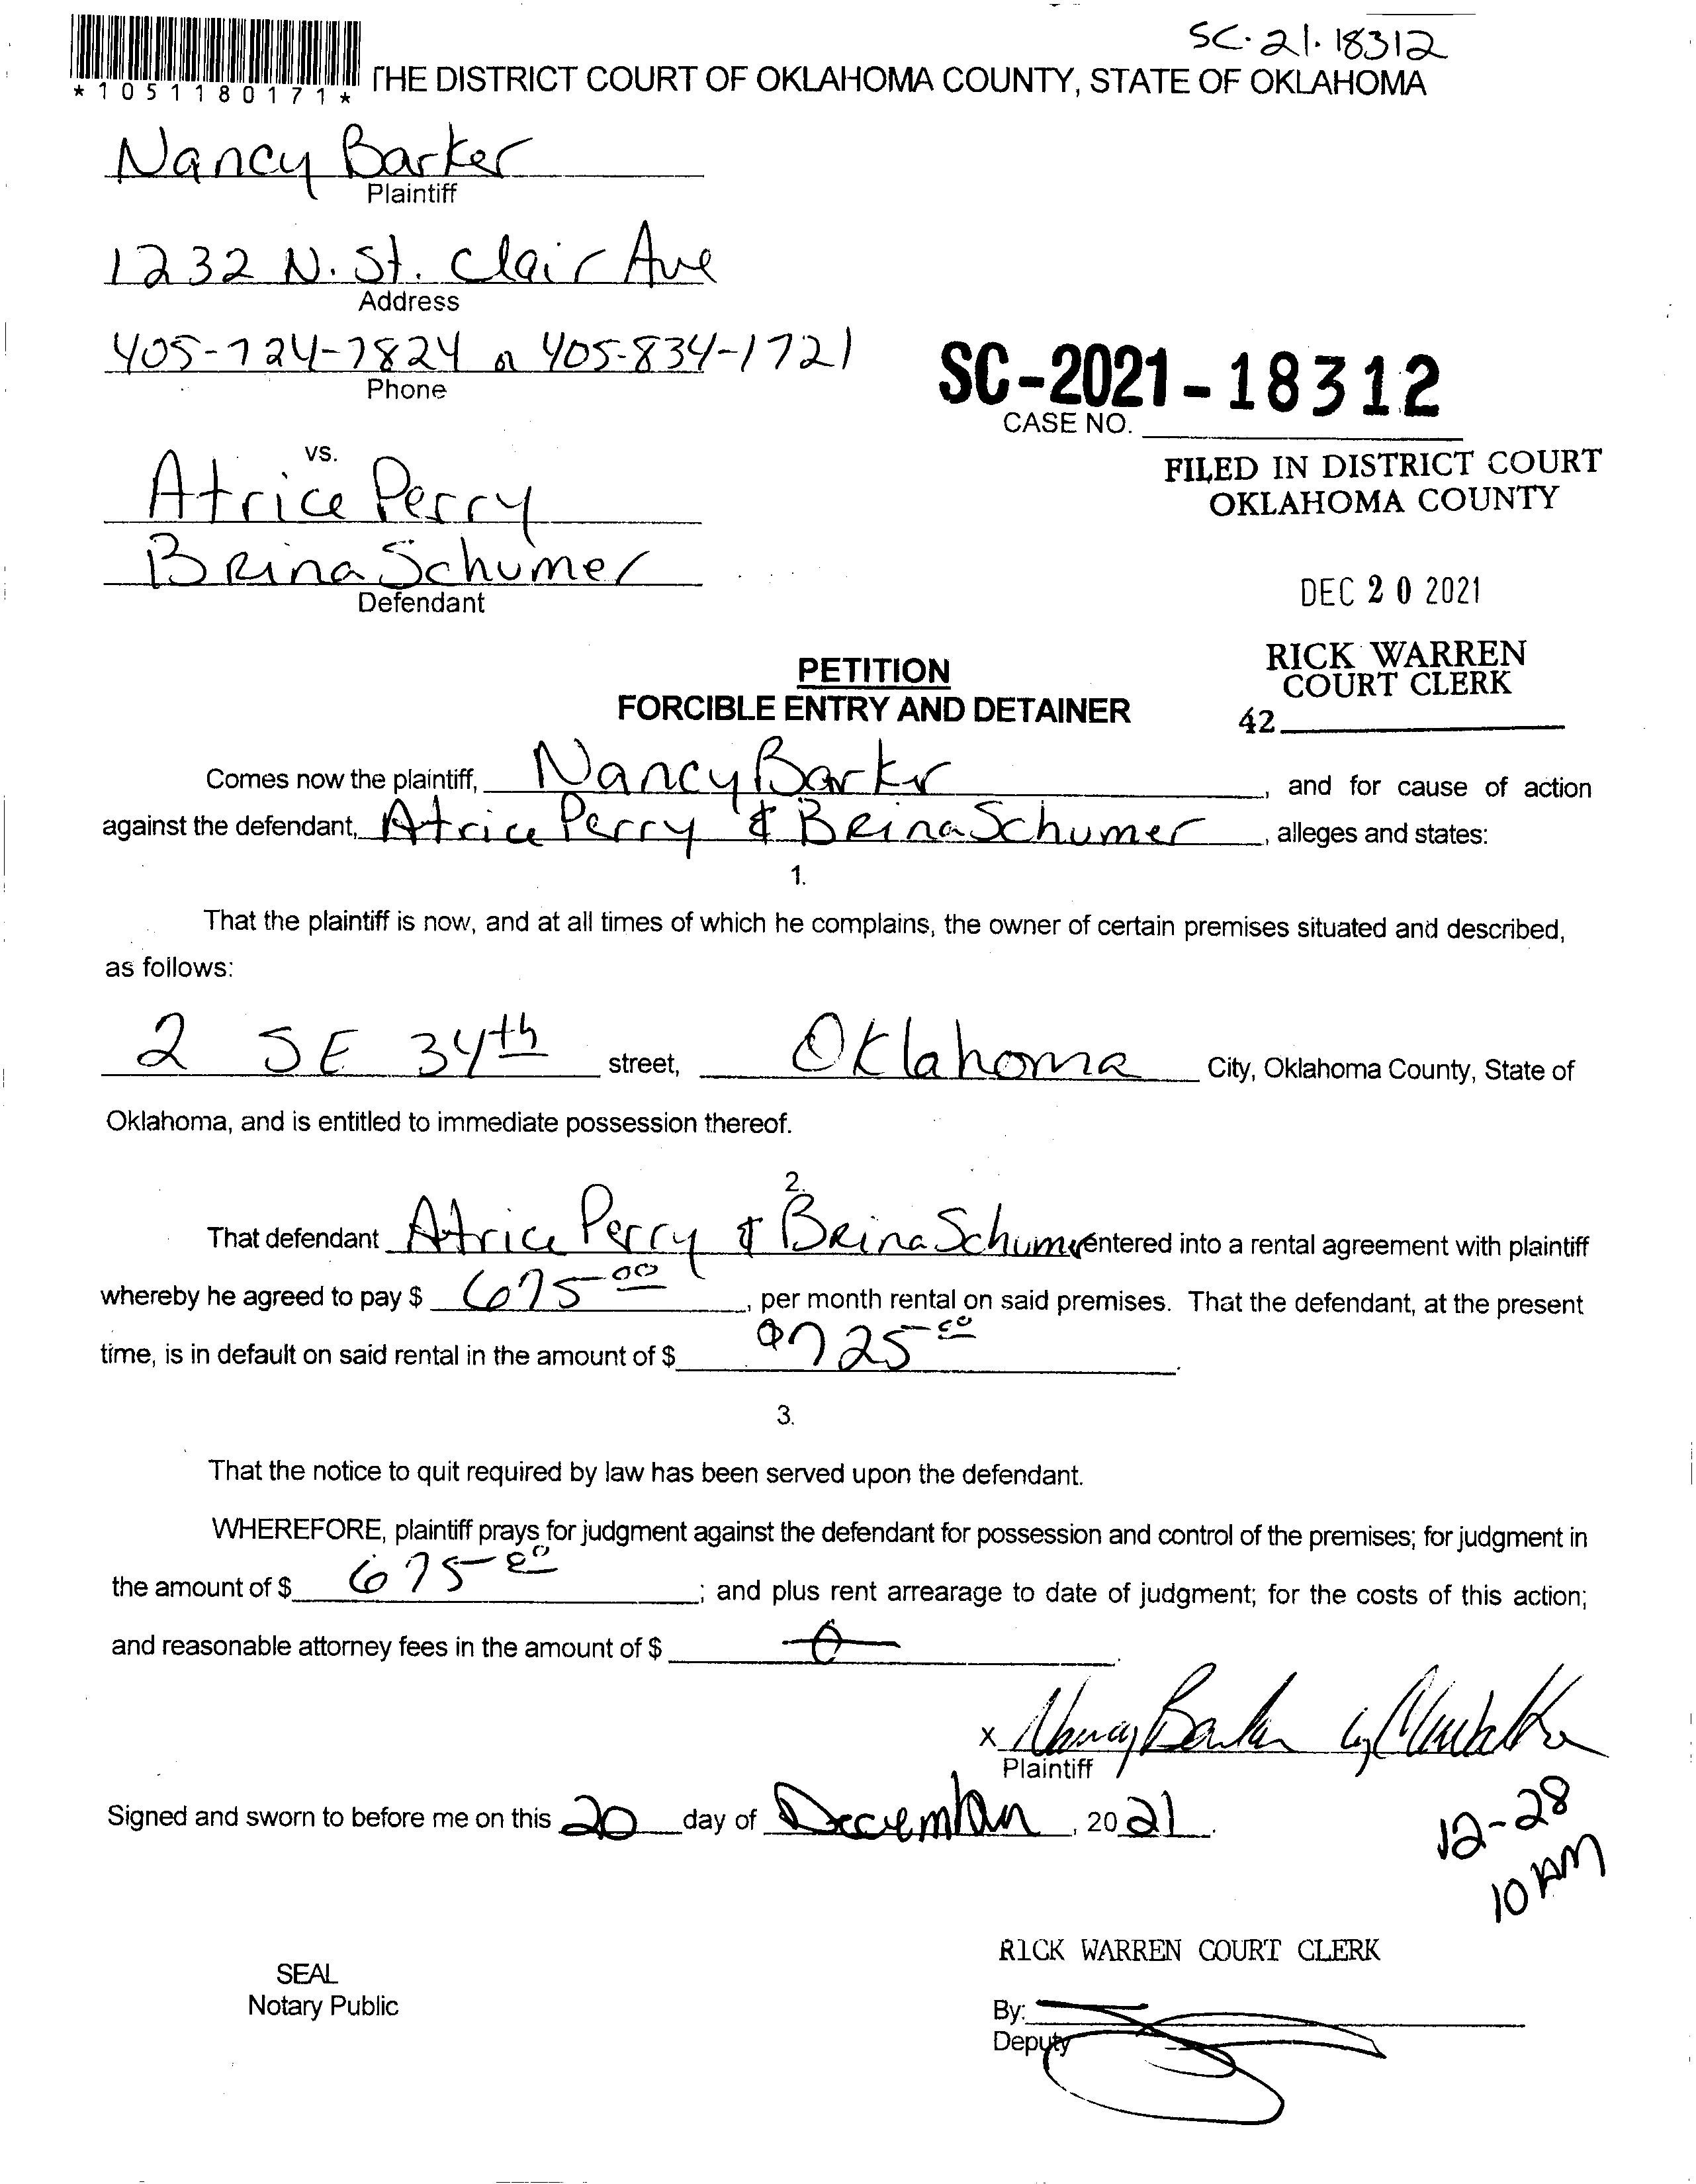 SC-21-18312
*1051180171*
THE DISTRICT COURT OF OKLAHOMA COUNTY, STATE OF OKLAHOMA
Nancy Barker
Plaintiff
1232 N. St. Clair Ave
Address
405-724-7824 or 405-834-1721
Phone
SC-2021-18312
CASE NO.
vs.
FILED IN DISTRICT COURT
OKLAHOMA COUNTY
Atrice Perry
Brina Schumer
Defendant
DEC 20 2021
RICK WARREN
COURT CLERK
42
PETITION
FORCIBLE ENTRY AND DETAINER
Comes now the plaintiff, Nancy Barker, and for cause of action
against the defendant, Atrice Perry & Brina Schumer, alleges and states:
1.
That the plaintiff is now, and at all times of which he complains, the owner of certain premises situated and described,
as follows:
2 SE 34th street, Oklahoma City, Oklahoma County, State of
Oklahoma, and is entitled to immediate possession thereof.
2.
That defendant Atrice Perry & Brina Schumer entered into a rental agreement with plaintiff
whereby he agreed to pay $ 675.00, per month rental on said premises. That the defendant, at the present
time, is in default on said rental in the amount of $ 9725.00.
3.
That the notice to quit required by law has been served upon the defendant.
WHEREFORE, plaintiff prays for judgment against the defendant for possession and control of the premises; for judgment in
the amount of $ 675.00; and plus rent arrearage to date of judgment; for the costs of this action;
and reasonable attorney fees in the amount of $ 0.
x Nancy Barker by
Plaintiff
Signed and sworn to before me on this 20 day of December, 2021.
12-28
10 AM
RICK WARREN COURT CLERK
SEAL
Notary Public
By:
Deputy